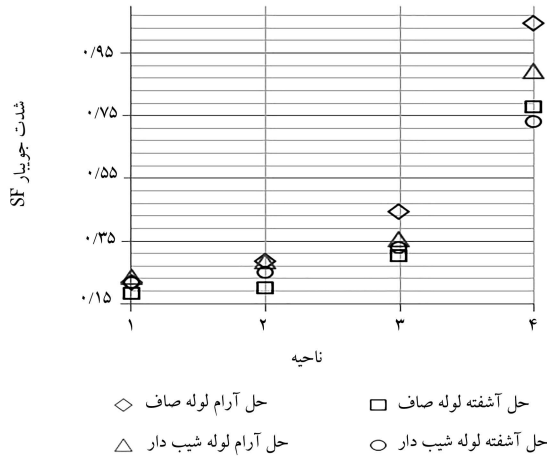 ۰/۹۵
۰/۷۵
۰/۵۵
۰/۳۵
۰/۱۵
شدت جویبار SF
۱ ۲ ۳ ۴
ناحیه
حل آرام لوله صاف
حل آشفته لوله صاف
حل آرام لوله شیب دار
حل آشفته لوله شیب دار